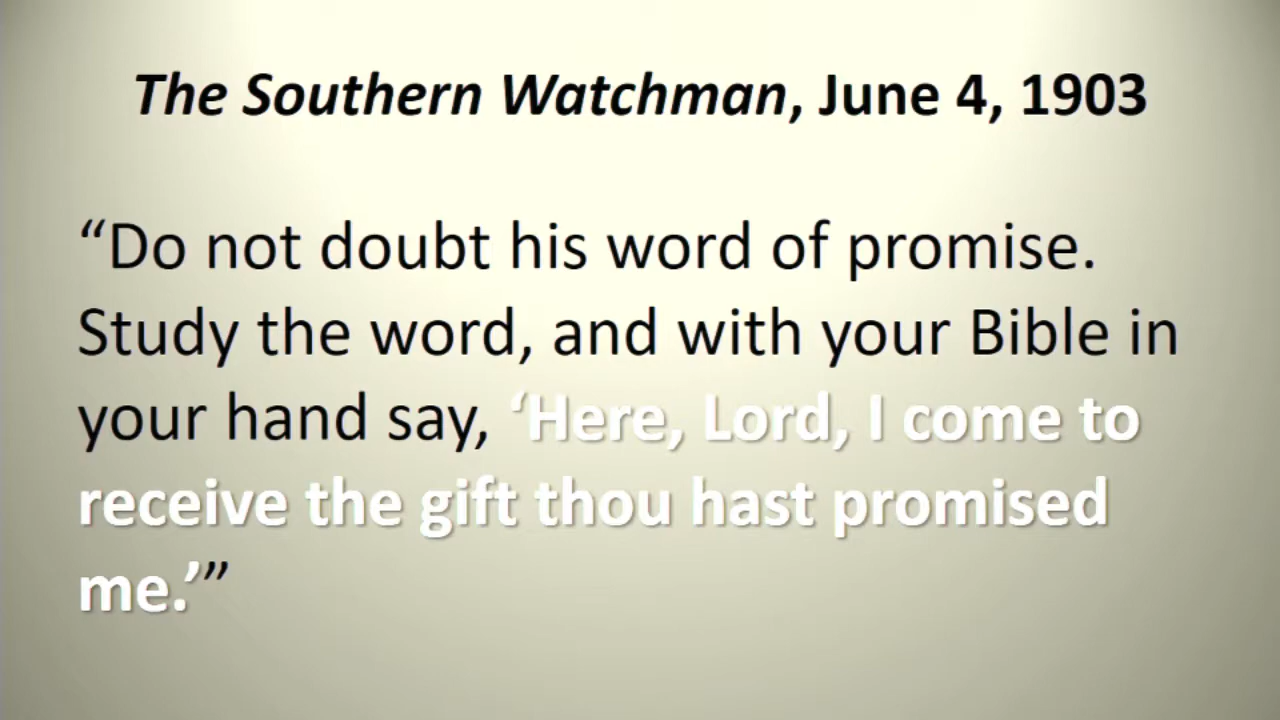 The Southern Watchman, June 4, 1903
“Do not doubt his word of promise.
Study the word, and with your Bible in
your hand say, ‘Here, Lord, I come to
receive the gift thou hast promised
me.’”